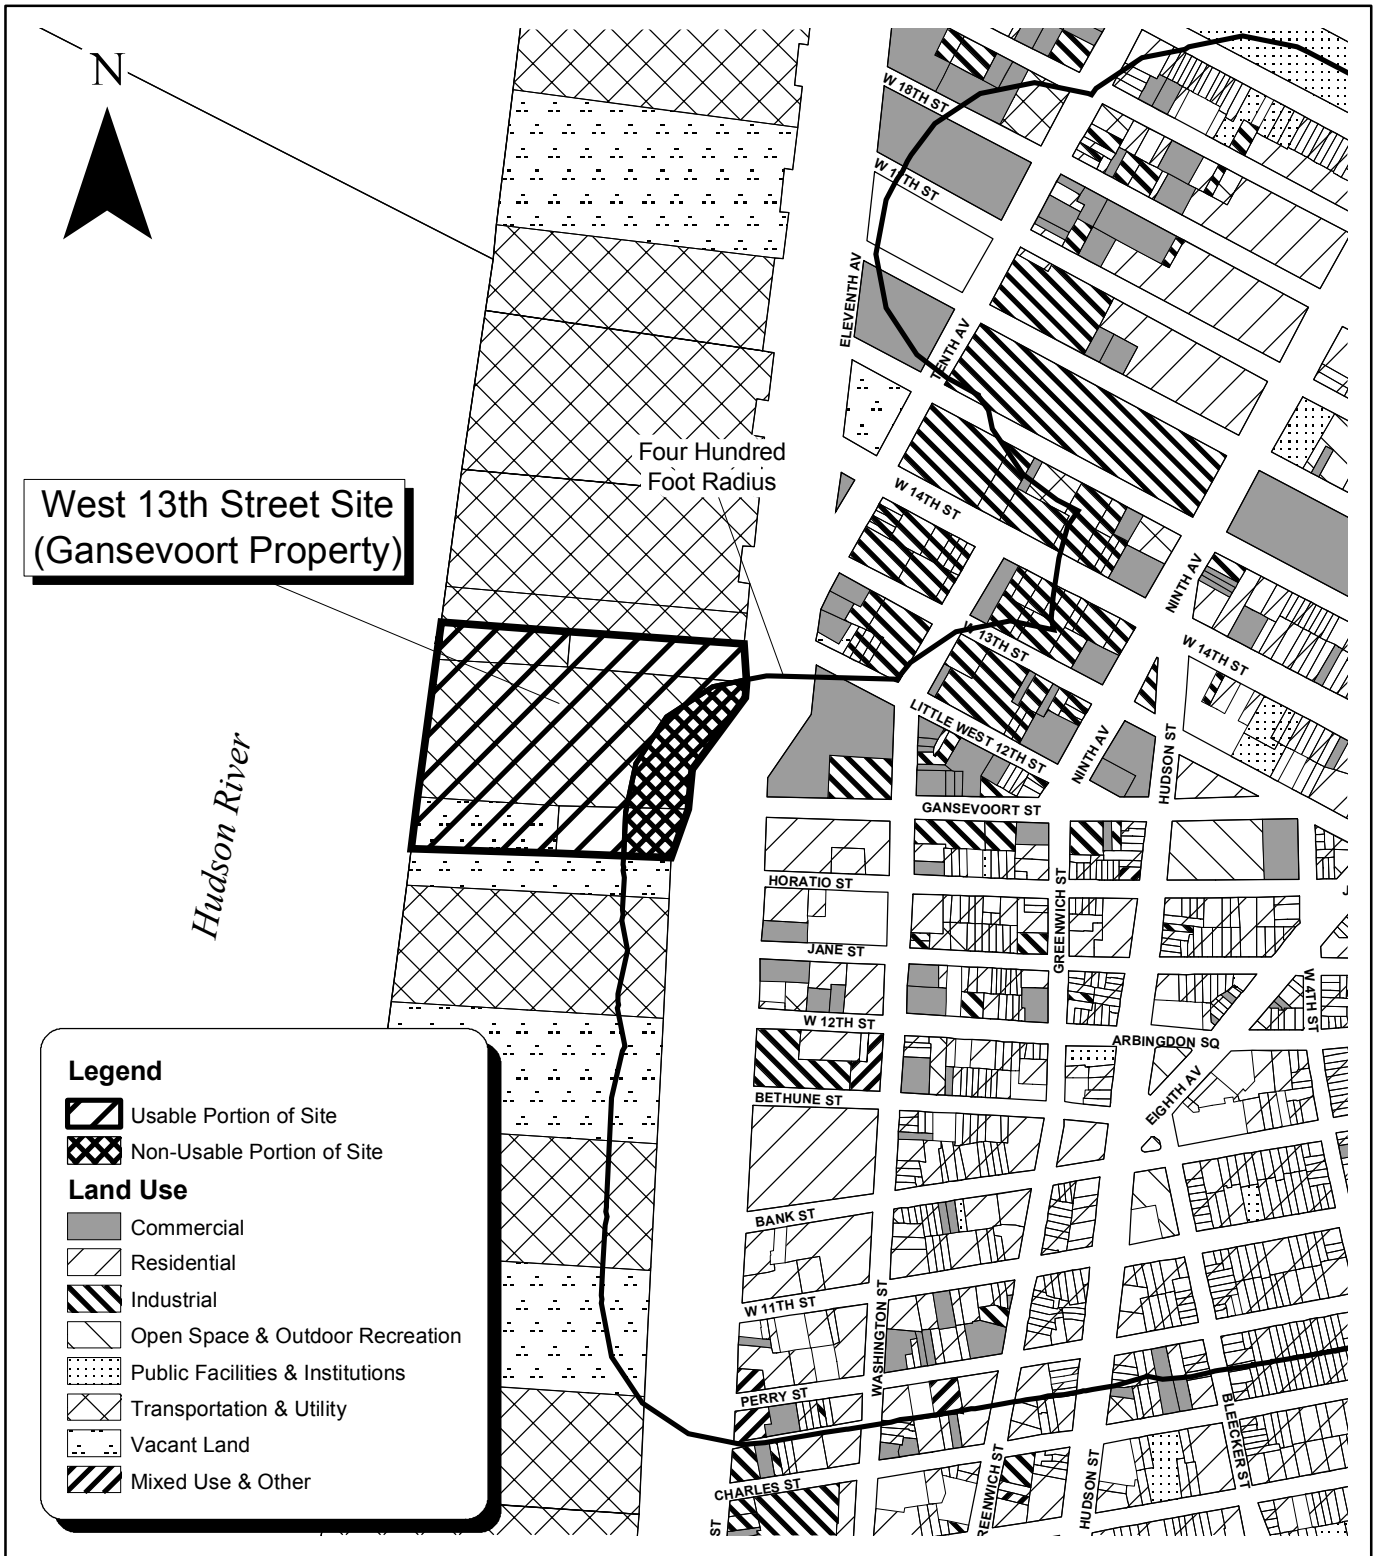 N
W 18TH ST
W 17TH ST
ELEVENTH AV
TENTH AV
Four Hundred
Foot Radius
West 13th Street Site
(Gansevoort Property)
W 14TH ST
NINTH AV
W 13TH ST
W 14TH ST
LITTLE WEST 12TH ST
NINTH AV
HUDSON ST
Hudson River
GANSEVOORT ST
HORATIO ST
GREENWICH ST
JANE ST
W 4TH ST
W 12TH ST
ARBINGDON SQ
BETHUNE ST
EIGHTH AV
BANK ST
W 11TH ST
WASHINGTON ST
PERRY ST
BLEECKER ST
CHARLES ST
REENWICH ST
HUDSON ST
ST
Legend
Usable Portion of Site
Non-Usable Portion of Site
Land Use
Commercial
Residential
Industrial
Open Space & Outdoor Recreation
Public Facilities & Institutions
Transportation & Utility
Vacant Land
Mixed Use & Other